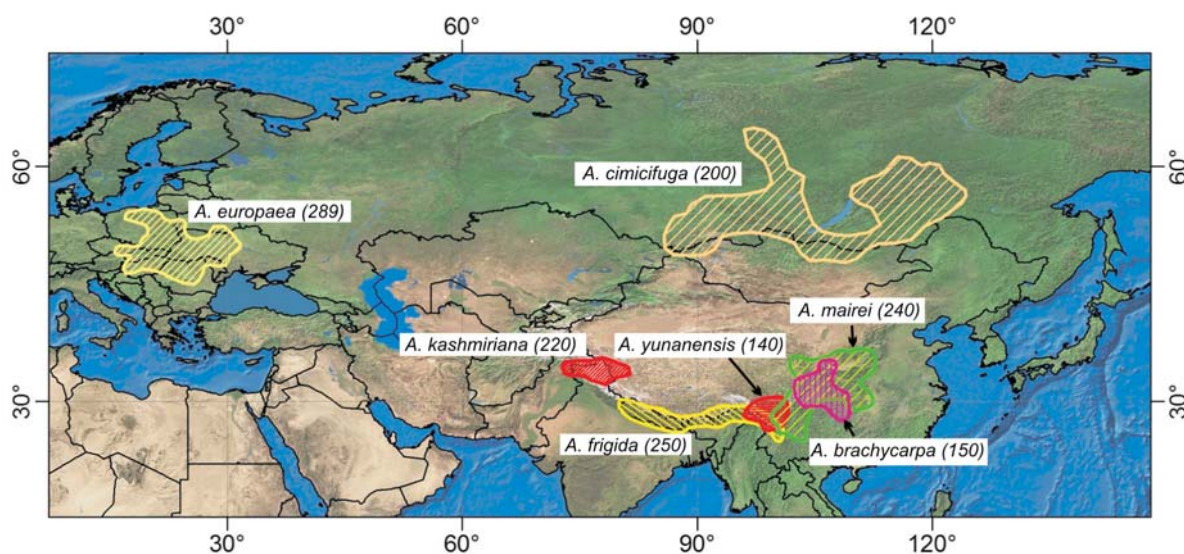 30° 60° 90° 120°
60° 60°
A. cimicifuga (200)
A. europaea (289)
A. mairei (240)
A. kashmiriana (220) A. yunanensis (140)
30° 30°
A. frigida (250) A. brachycarpa (150)
30° 60° 90° 120°